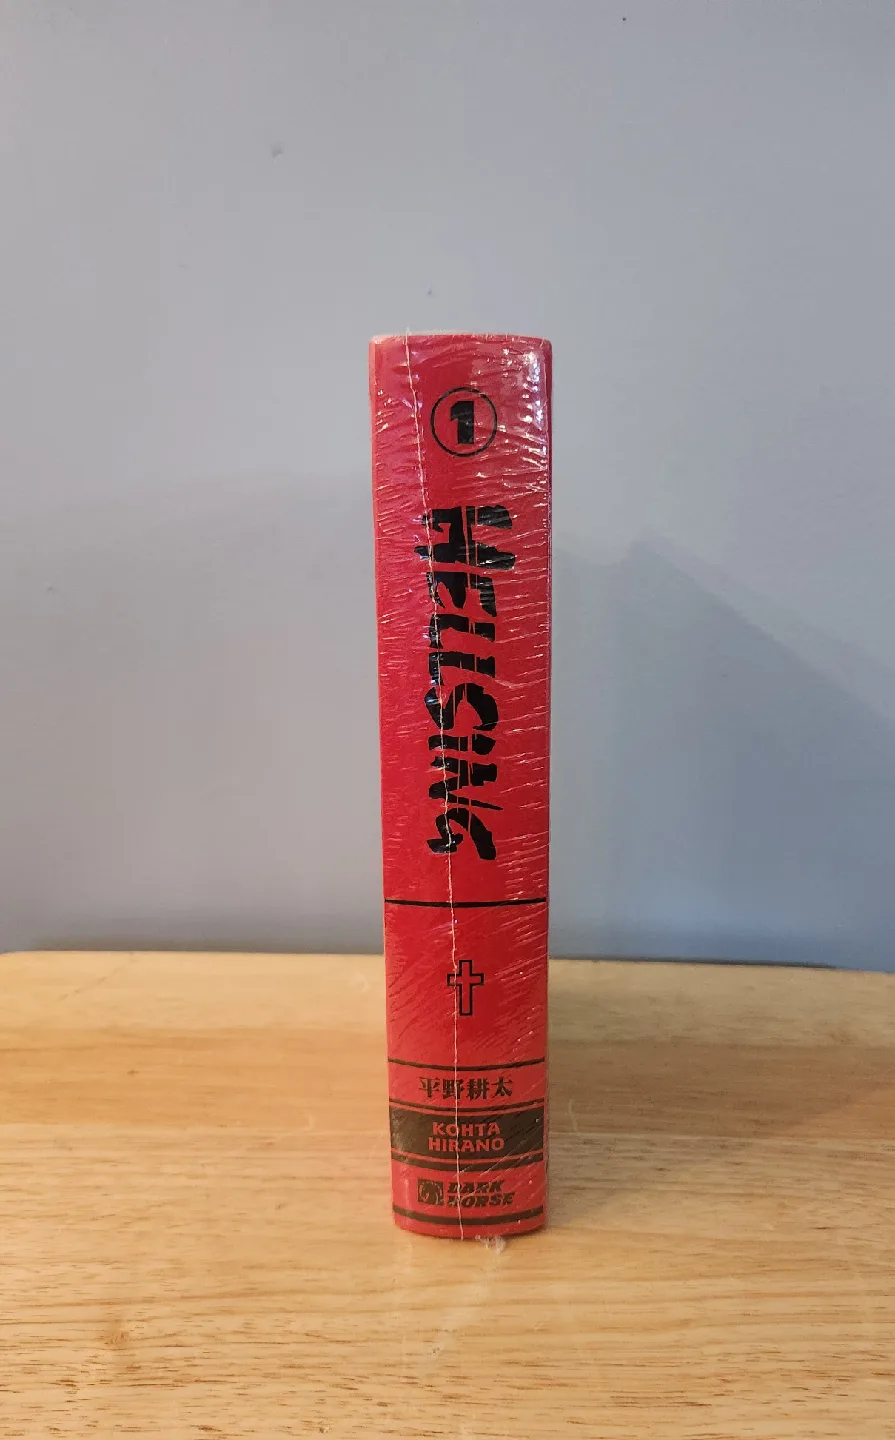 1
HELLSING
平野耕太
KOHTA
HIRANO
DARK
HORSE